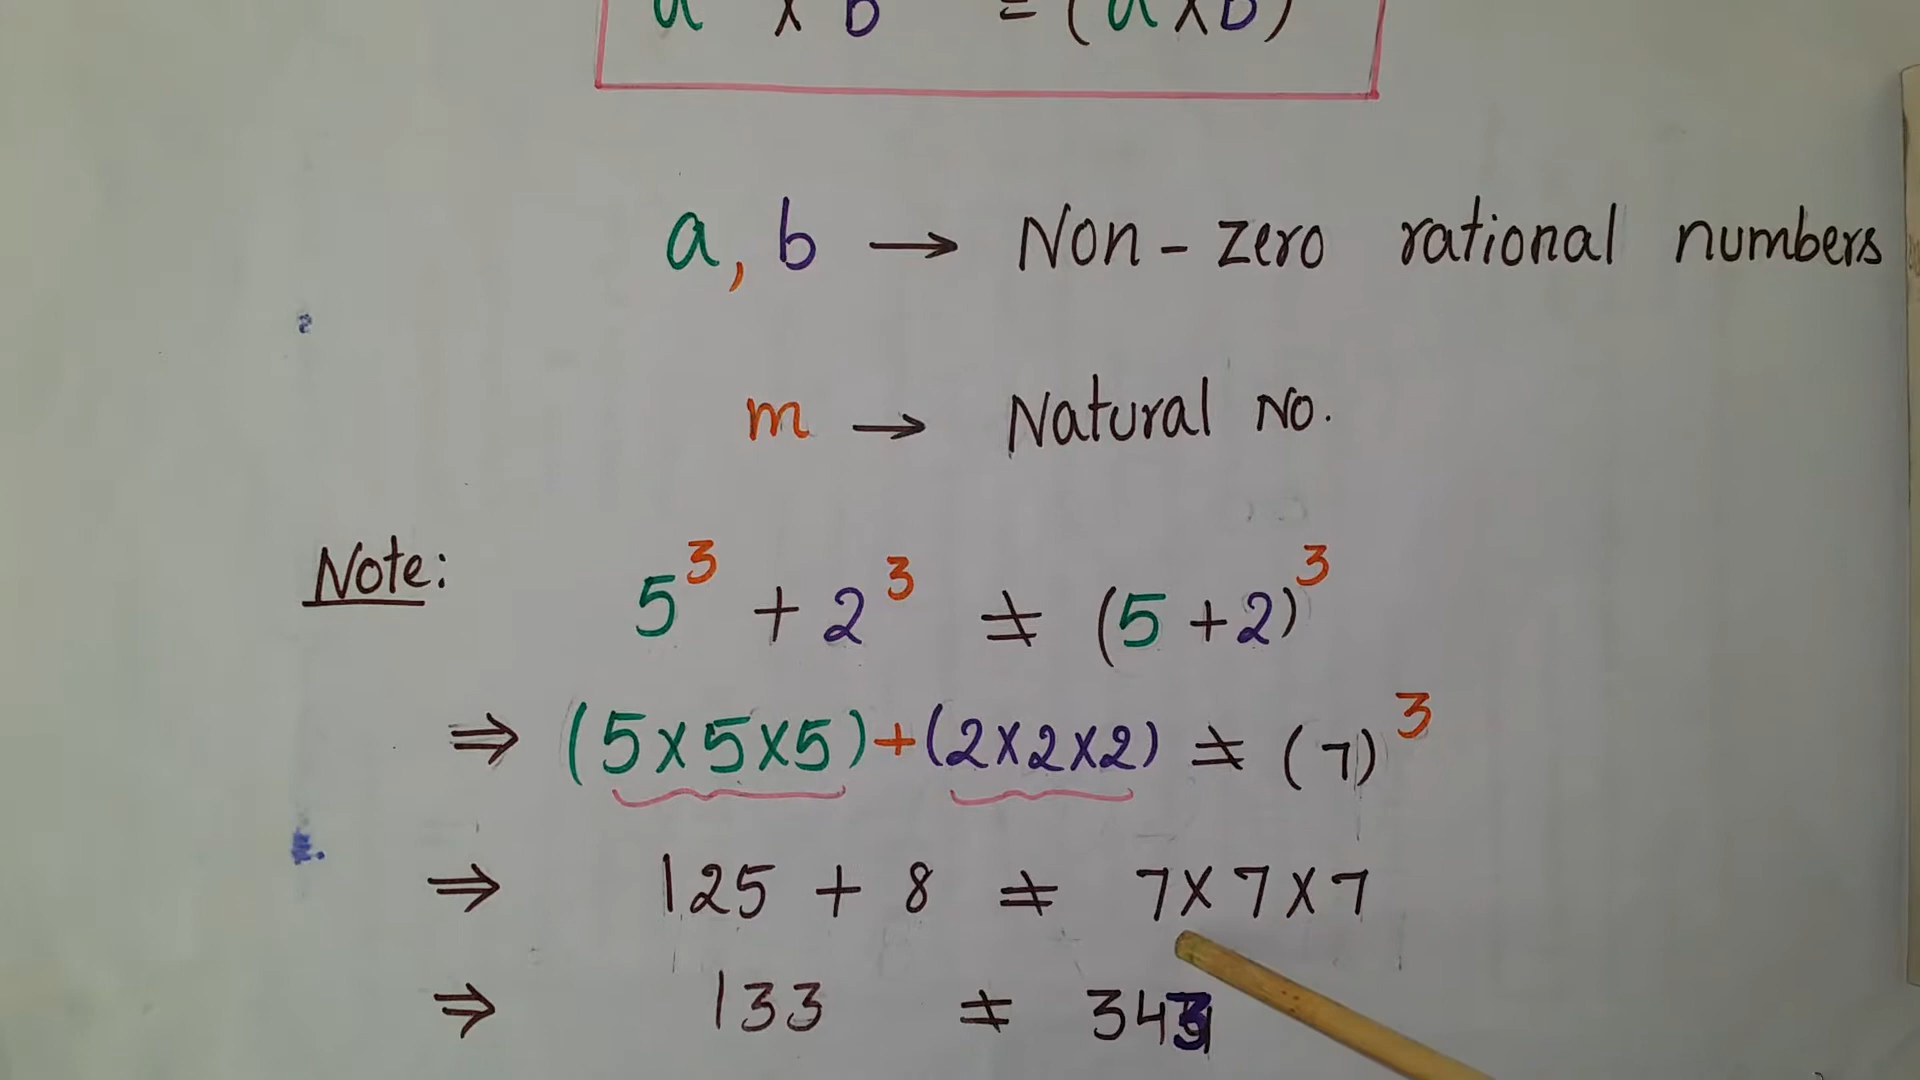 a × b = (a×b)
a, b → Non-zero rational numbers
m → Natural No.
Note: 5³ + 2³ ≠ (5+2)³
⇒ (5×5×5)+(2×2×2) ≠ (7)³
⇒ 125 + 8 ≠ 7×7×7
⇒ 133 ≠ 343